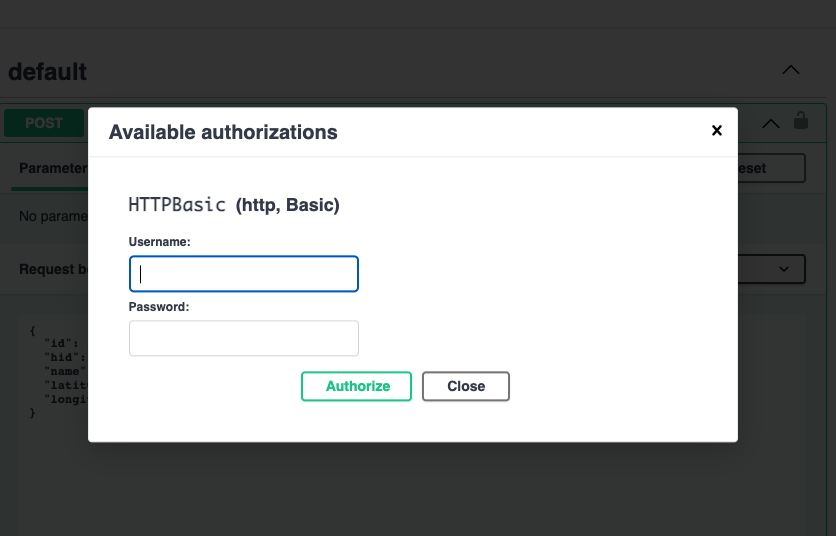 default
POST
Available authorizations
Parameter
eset
HTTPBasic (http, Basic)
No parame
Username:
Request b
Password:
{
"id":
"hid":
"name"
"latit
"longi
}
Authorize
Close